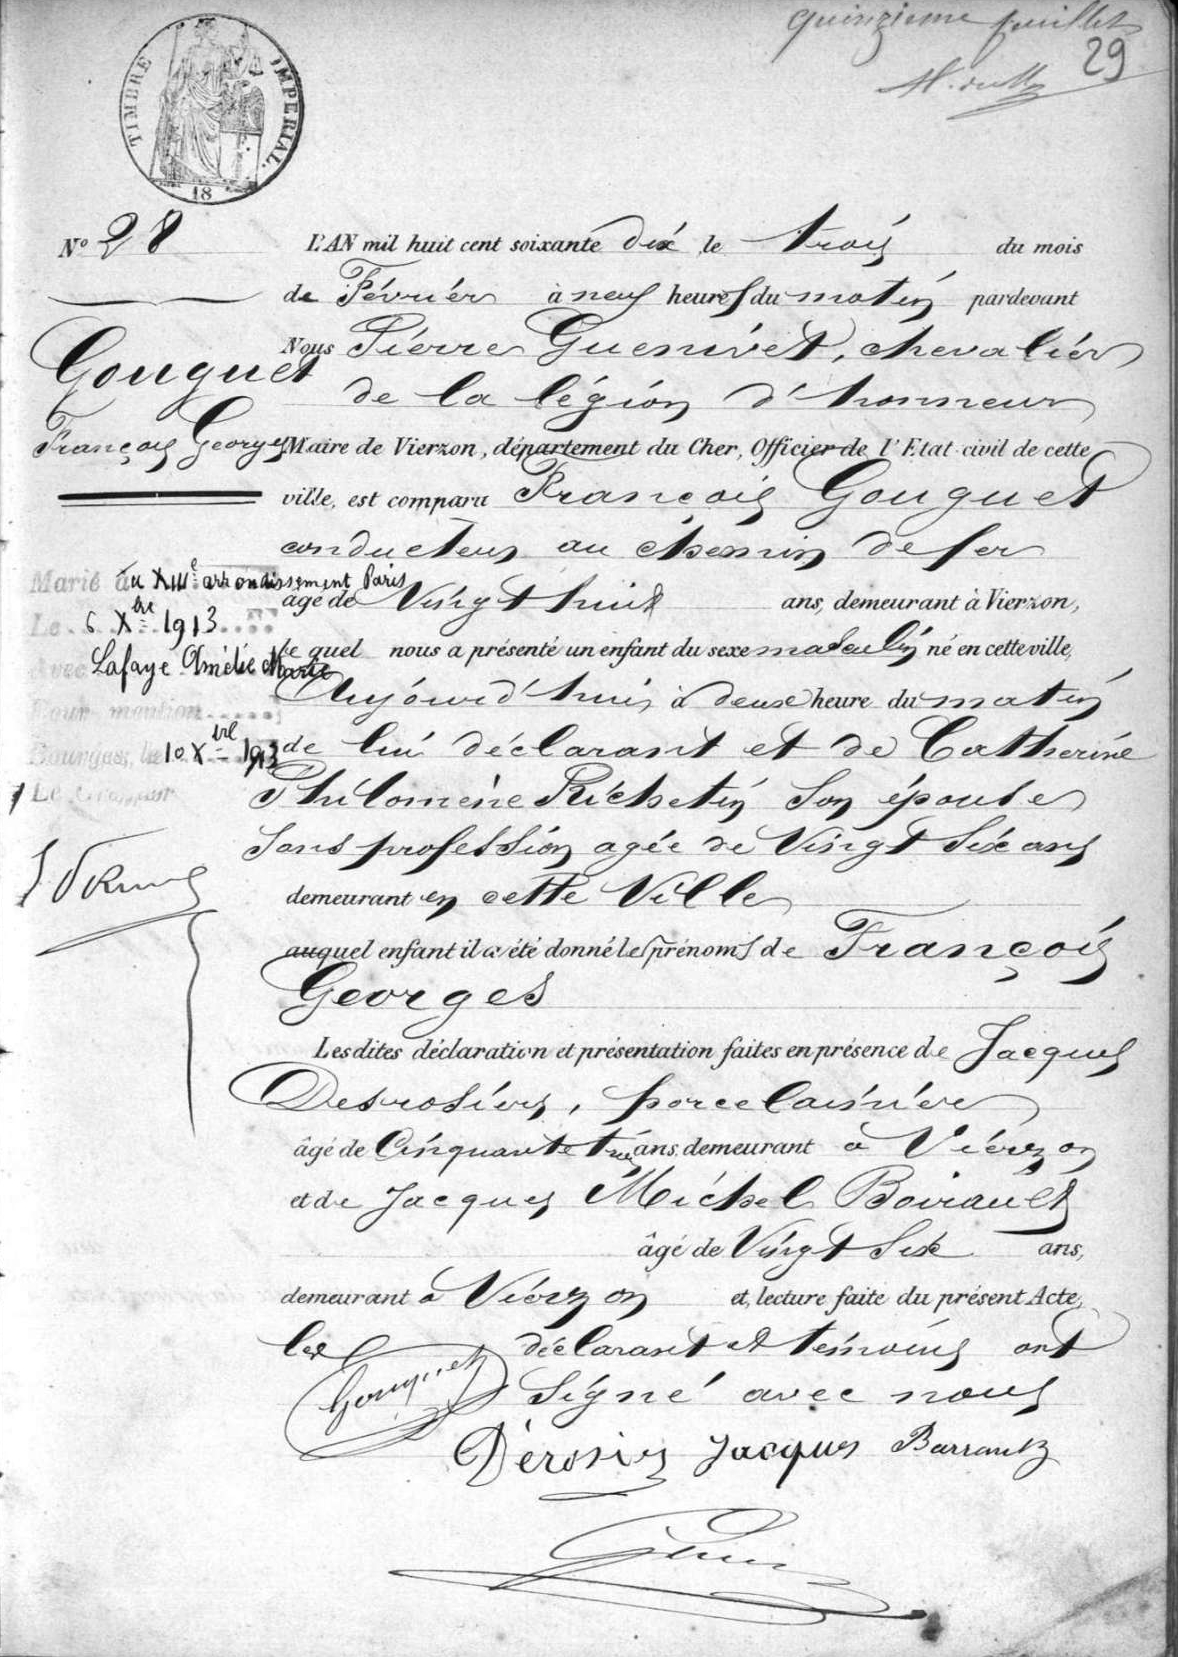 quinzième feuillet
29
TIMBRE IMPERIAL.
18
N° 28
Gouguet
François Georges
Marié au XIIIe arrondissement Paris
Le 6 Xbre 1913
Avec Lafaye Amélie Marie
Pour mention
Bourges, le 10 Xbre 1913
Le Greffier
L'AN mil huit cent soixante dix le trois du mois
de Février à neuf heures du matin pardevant
Nous Pierre Guenivet, chevalier
de la légion d'honneur
Maire de Vierzon, département du Cher, Officier de l'Etat-civil de cette
ville, est comparu François Gouguet
conducteur au chemin de fer
âgé de Vingt huit ans, demeurant à Vierzon,
le quel nous a présenté un enfant du sexe masculin né en cette ville,
Aujourd'hui à deux heure du matin
de lui déclarant et de Catherine
Philomène Richetin son épouse
sans profession agée de Vingt six ans
demeurant en cette Ville
auquel enfant il a été donné les prénoms de François
Georges
Lesdites déclaration et présentation faites en présence de Jacques
Desrosiers, porcelainier
âgé de Cinquante trois ans, demeurant à Vierzon
et de Jacques Michel Boirault
âgé de Vingt six ans,
demeurant à Vierzon et, lecture faite du présent Acte,
les déclarant et témoins ont
signé avec nous
Gouguet
Dérosier Jacques Barrault